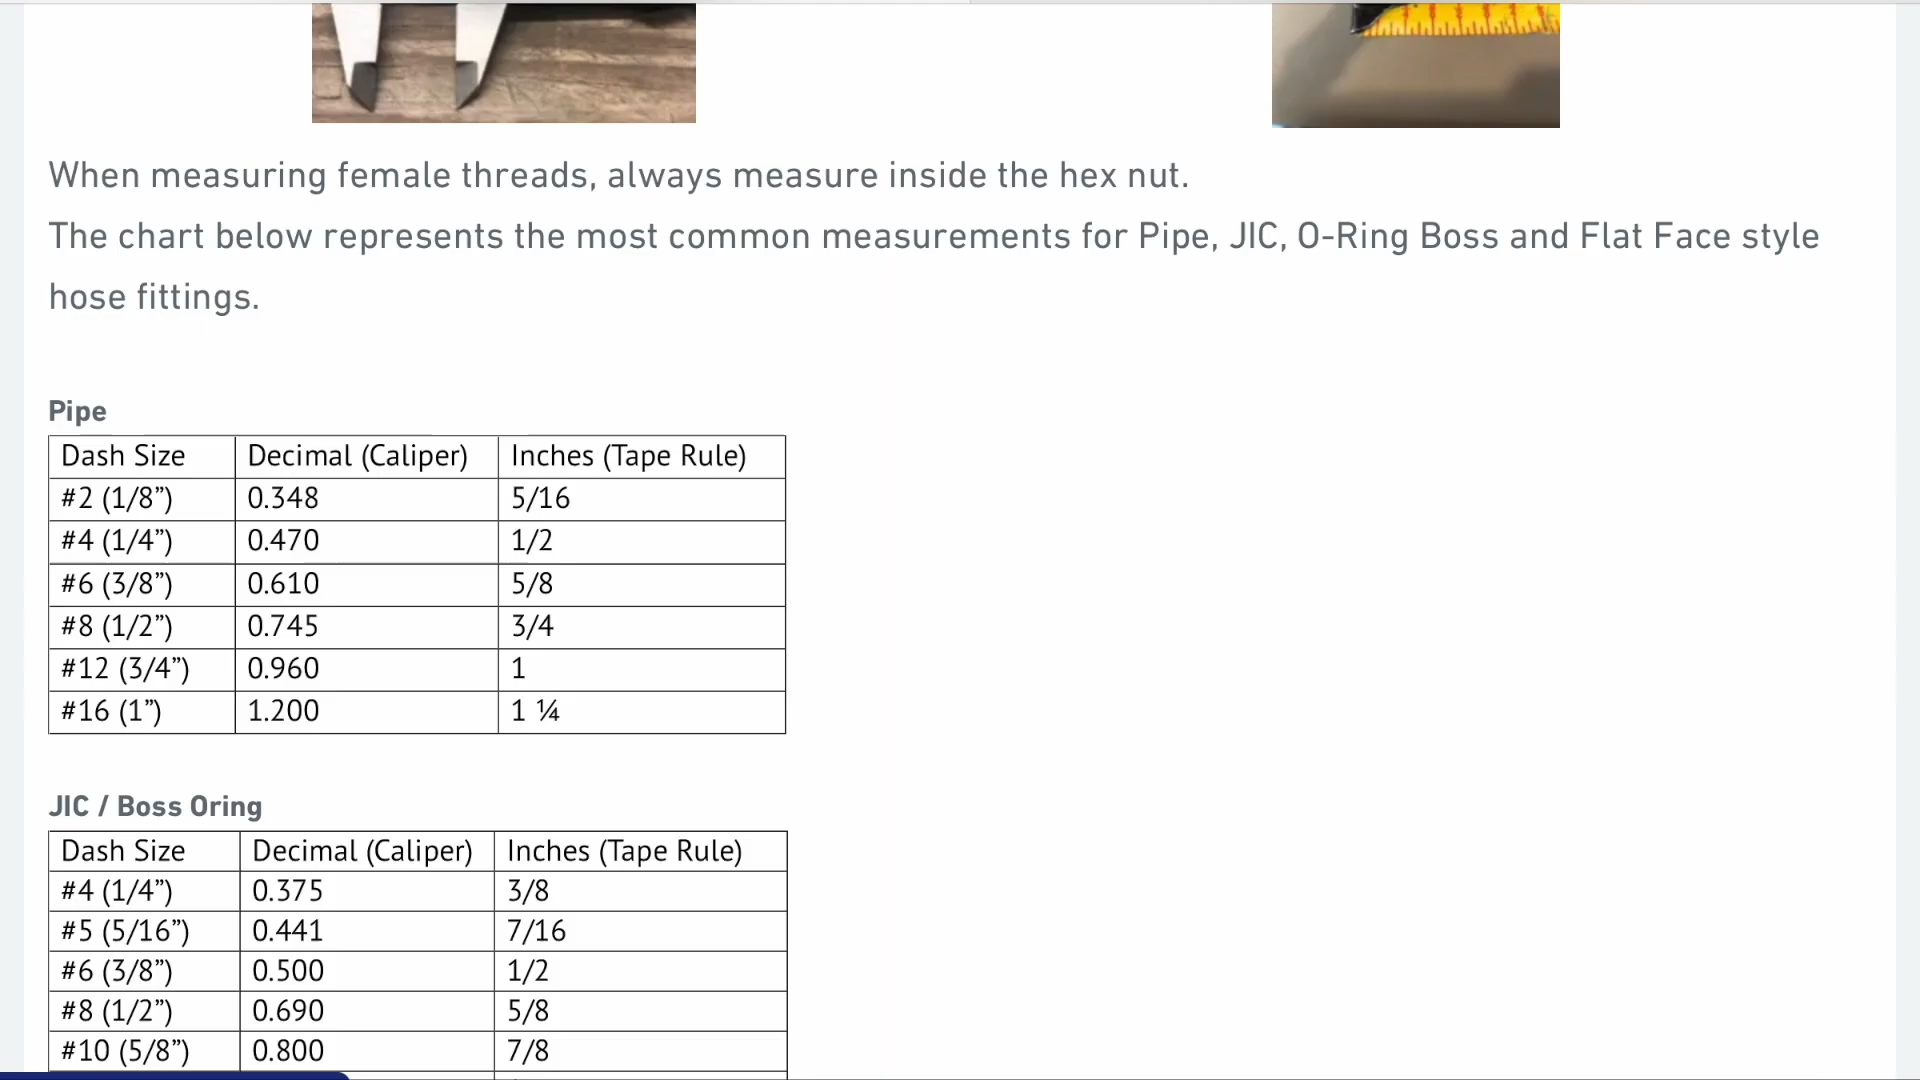 When measuring female threads, always measure inside the hex nut.
The chart below represents the most common measurements for Pipe, JIC, O-Ring Boss and Flat Face style
hose fittings.
Pipe
Dash Size Decimal (Caliper) Inches (Tape Rule)
#2 (1/8”) 0.348 5/16
#4 (1/4”) 0.470 1/2
#6 (3/8”) 0.610 5/8
#8 (1/2”) 0.745 3/4
#12 (3/4”) 0.960 1
#16 (1”) 1.200 1 ¼
JIC / Boss Oring
Dash Size Decimal (Caliper) Inches (Tape Rule)
#4 (1/4”) 0.375 3/8
#5 (5/16”) 0.441 7/16
#6 (3/8”) 0.500 1/2
#8 (1/2”) 0.690 5/8
#10 (5/8”) 0.800 7/8